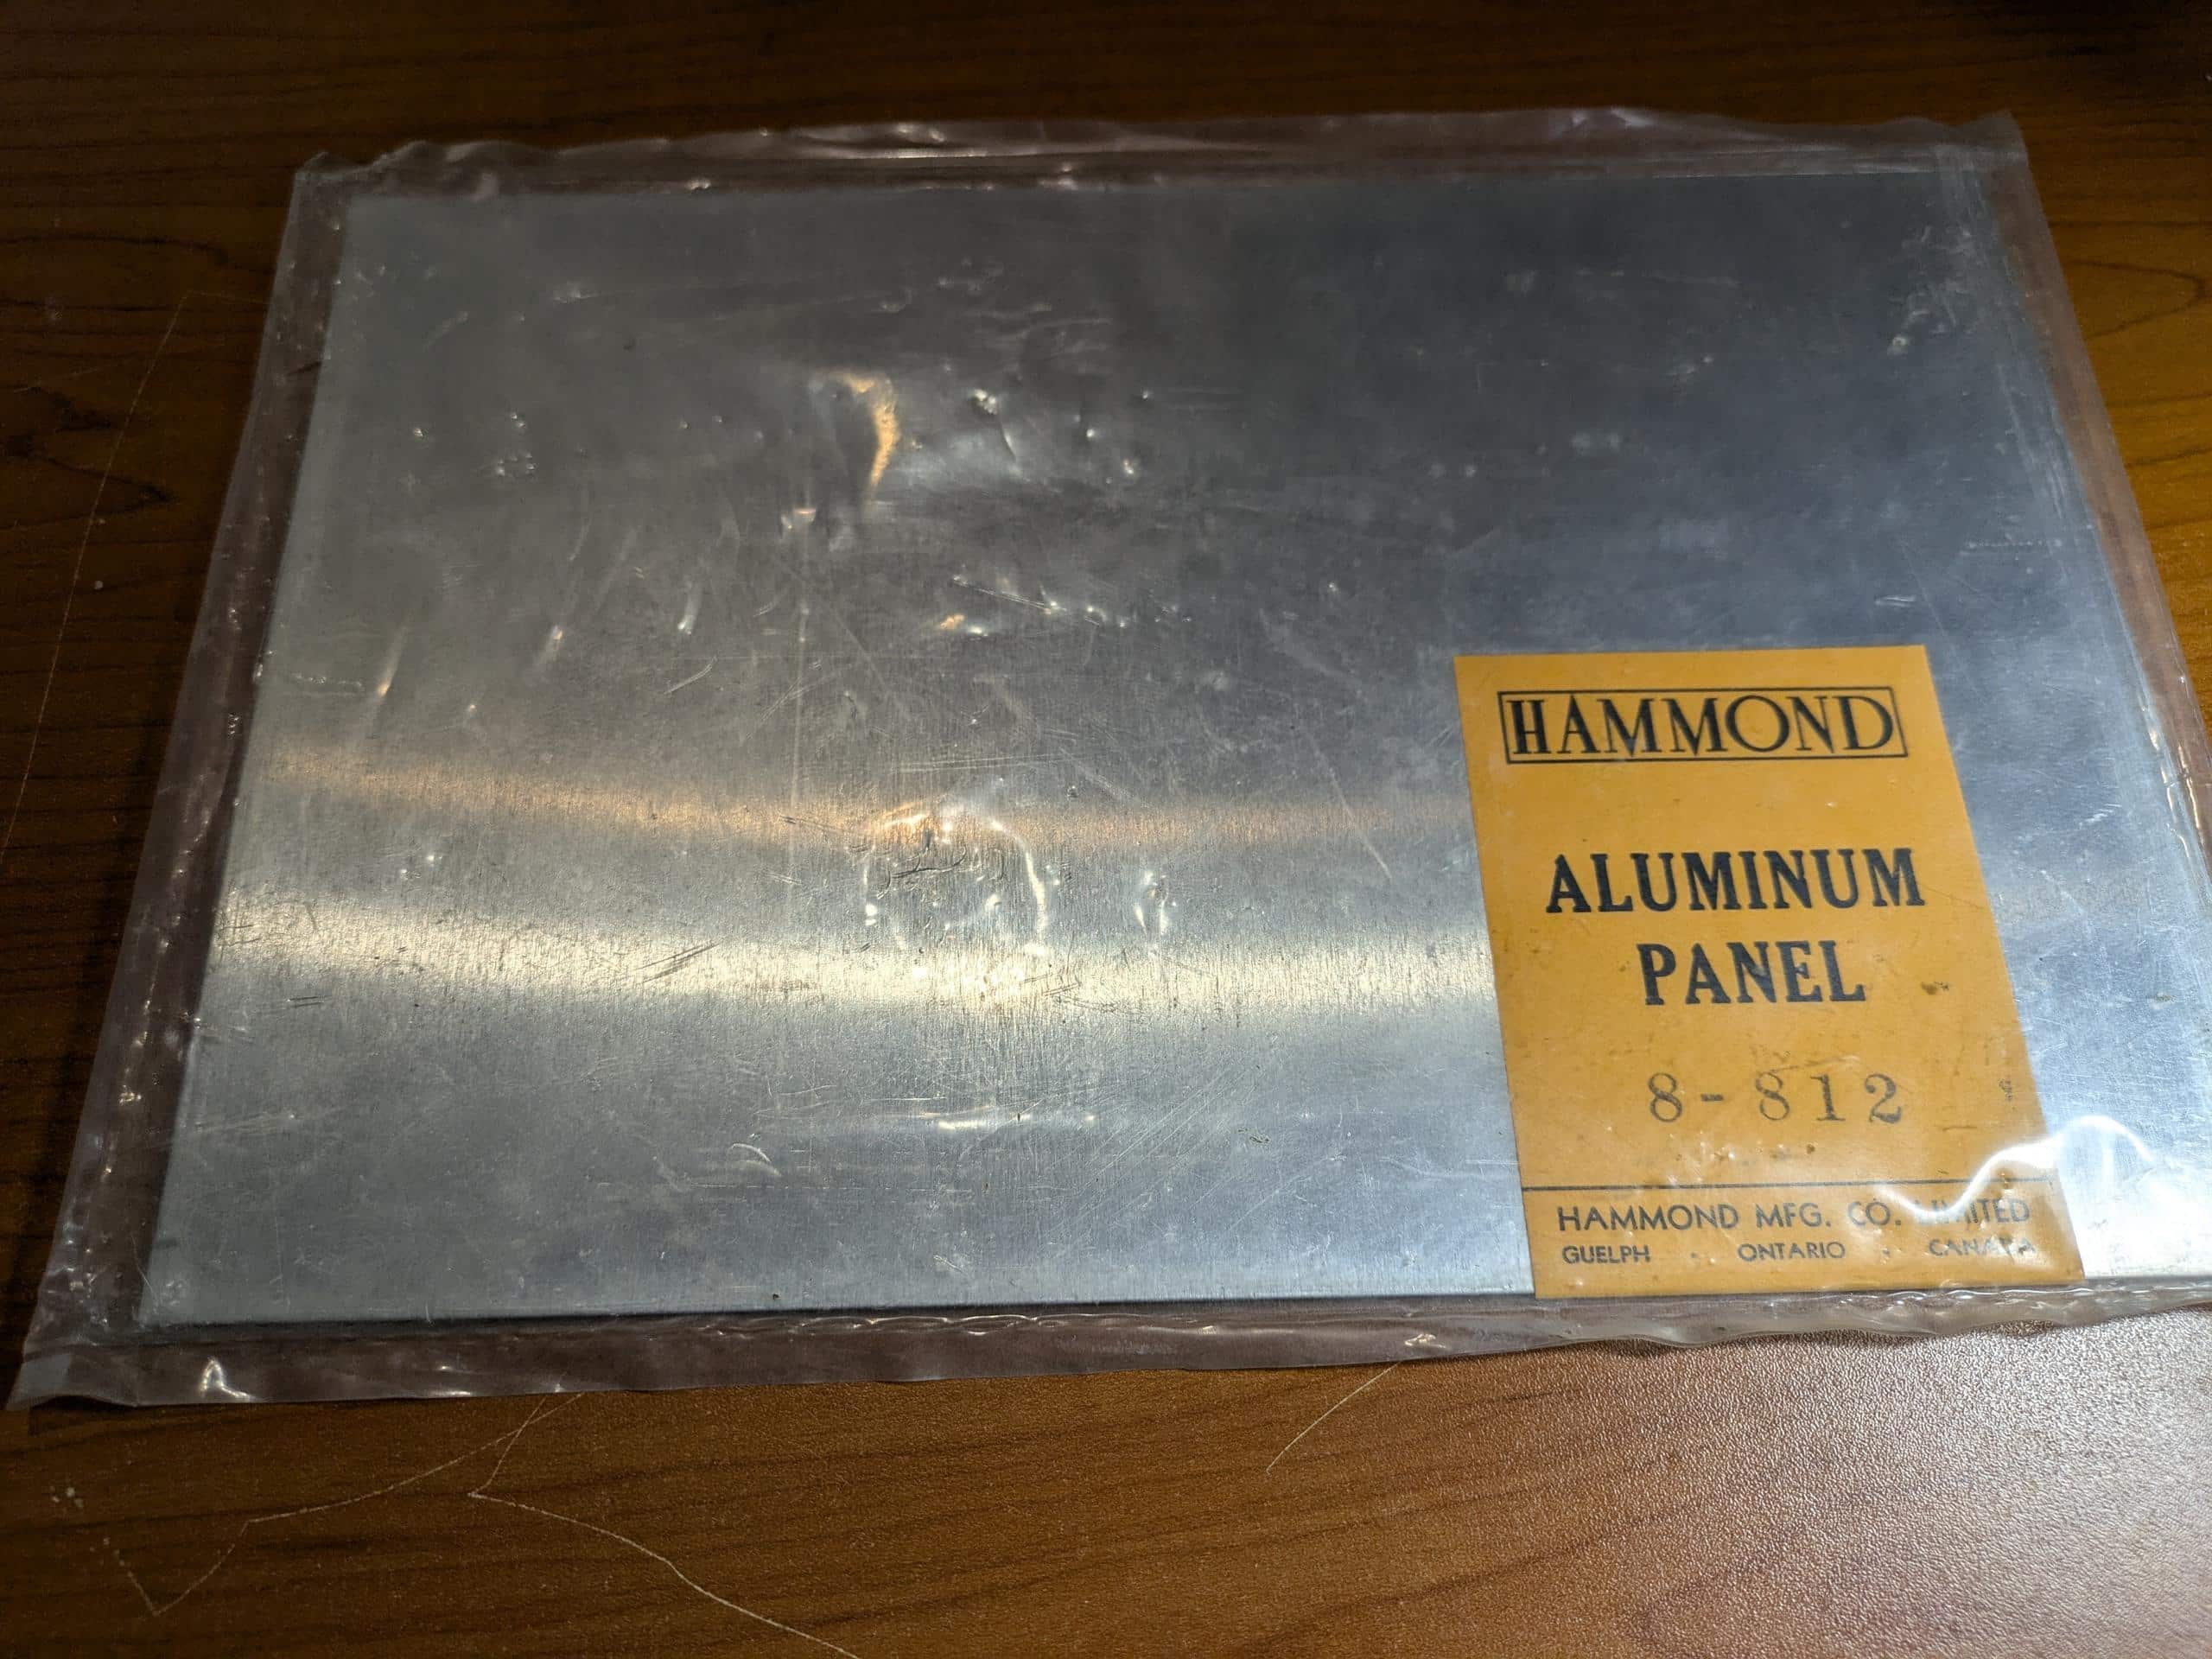 HAMMOND
ALUMINUM
PANEL
8-812
HAMMOND MFG. CO. LIMITED
GUELPH · ONTARIO · CANADA